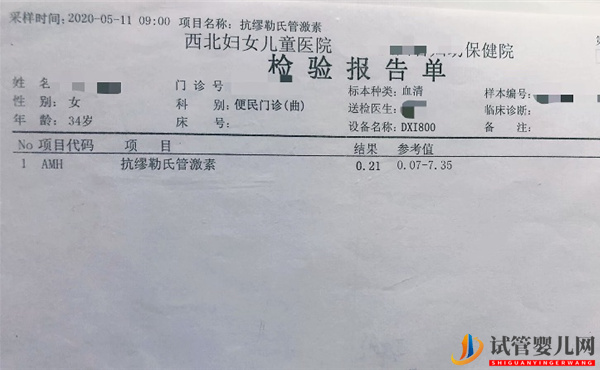 采样时间:2020-05-11 09:00 项目名称:抗缪勒氏管激素
西北妇女儿童医院 保健院
检验报告单
姓名 门诊号 标本种类:血清 样本编号:
性别:女 科别:便民门诊(曲) 送检医生: 临床诊断:
年龄:34岁 床号: 设备名称:DXI800 备注:
No 项目代码 项目 结果 参考值
1 AMH 抗缪勒氏管激素 0.21 0.07-7.35
试管婴儿网
SHIGUANYINGERWANG